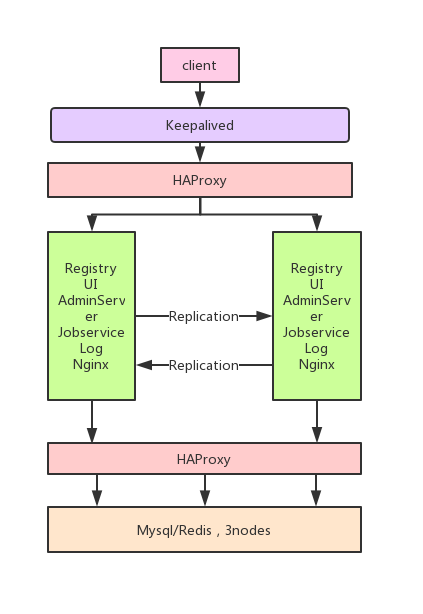 client
Keepalived
HAProxy
Registry
UI
AdminServ
er
Jobservice
Log
Nginx
Replication
Replication
Registry
UI
AdminServ
er
Jobservice
Log
Nginx
HAProxy
Mysql/Redis , 3nodes